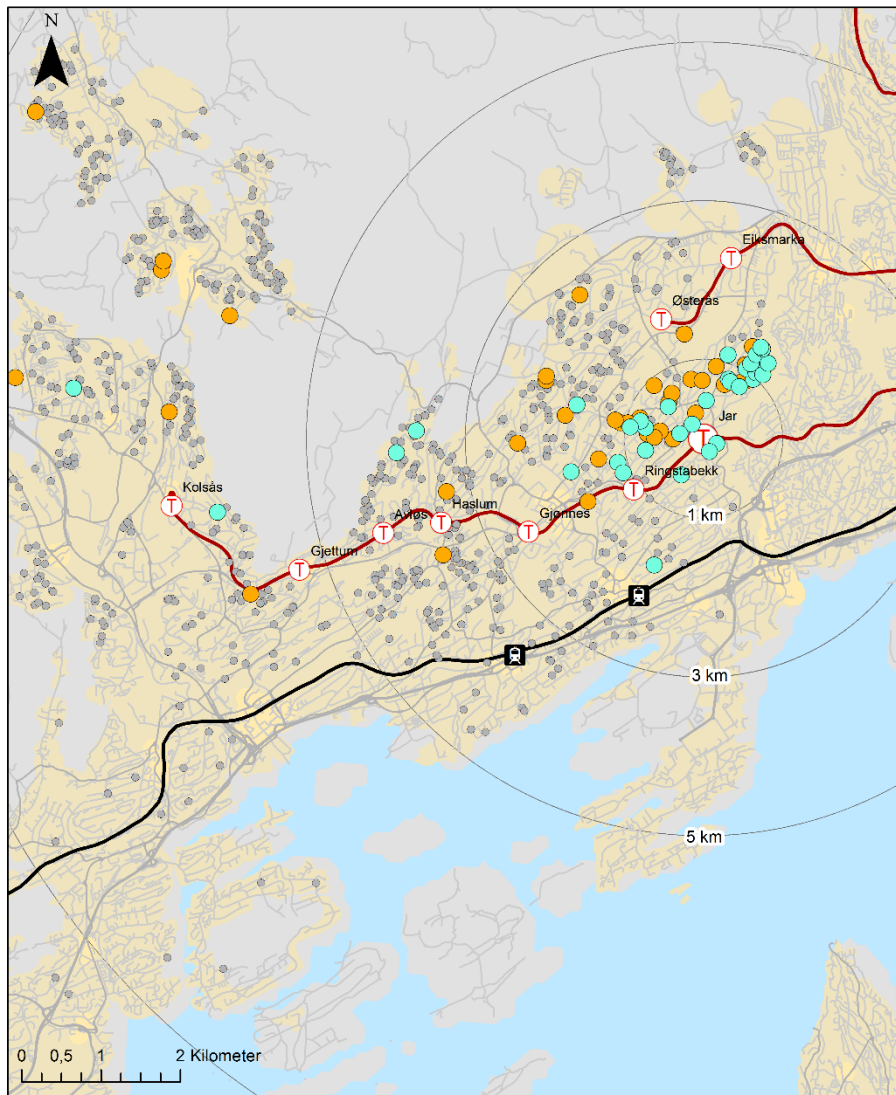 N
Eiksmarka
T
Østerås
T
Jar
T
Ringstabekk
T
Kolsås
T
Haslum
T
Avløs
T
Gjønnes
T
Gjettum
T
1 km
3 km
5 km
0 0,5 1 2 Kilometer